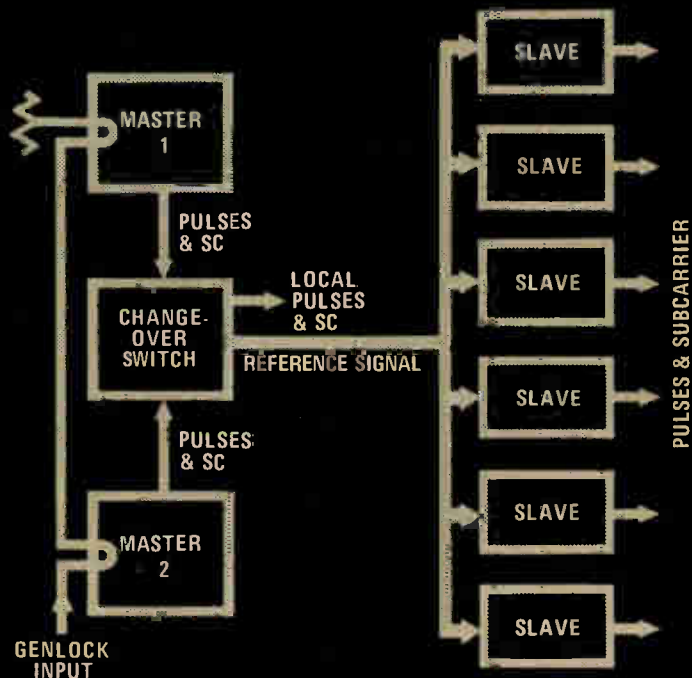 MASTER
1
PULSES
& SC
CHANGE-
OVER
SWITCH
LOCAL
PULSES
& SC
REFERENCE SIGNAL
PULSES
& SC
MASTER
2
GENLOCK
INPUT
SLAVE
SLAVE
SLAVE
SLAVE
SLAVE
SLAVE
PULSES & SUBCARRIER